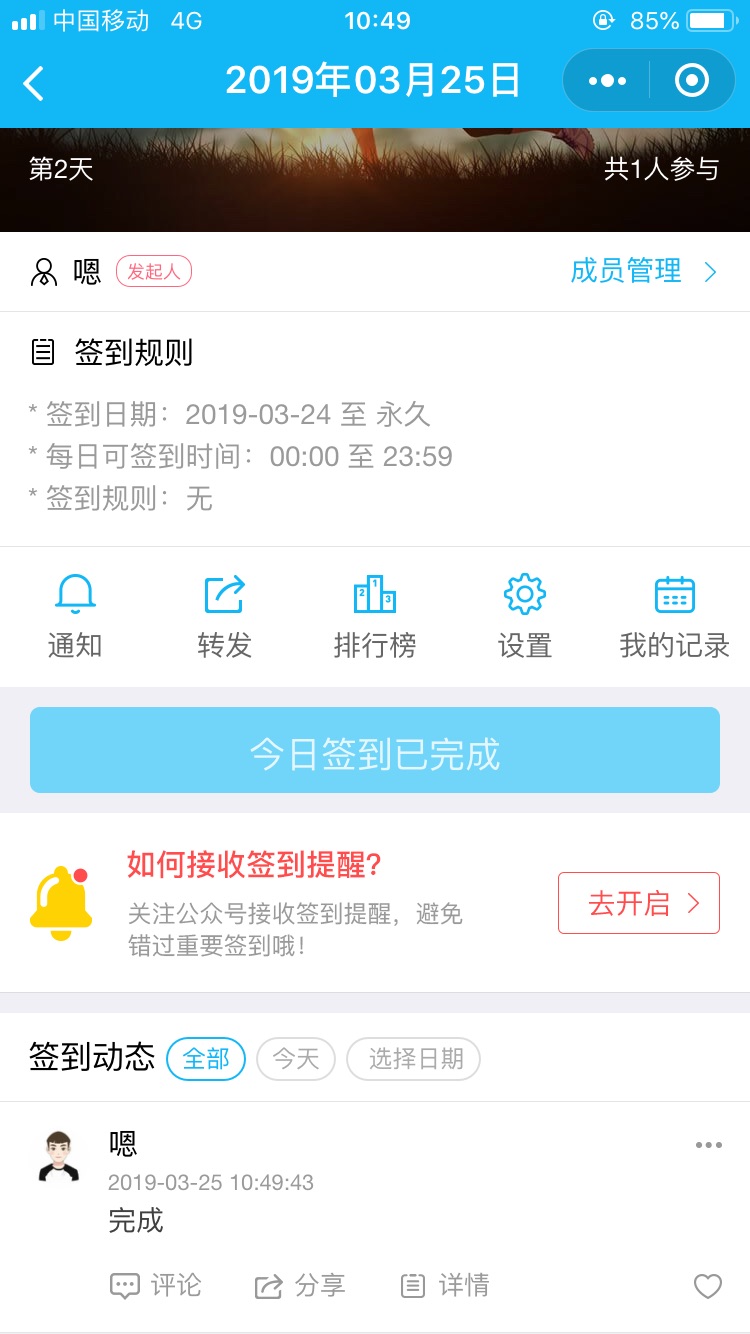 中国移动 4G 10:49 85%
2019年03月25日
第2天 共1人参与
嗯 发起人 成员管理
签到规则
* 签到日期：2019-03-24 至 永久
* 每日可签到时间：00:00 至 23:59
* 签到规则：无
2 1 3
通知 转发 排行榜 设置 我的记录
今日签到已完成
如何接收签到提醒?
关注公众号接收签到提醒，避免
错过重要签到哦！
去开启
签到动态 全部 今天 选择日期
嗯
2019-03-25 10:49:43
完成
评论 分享 详情